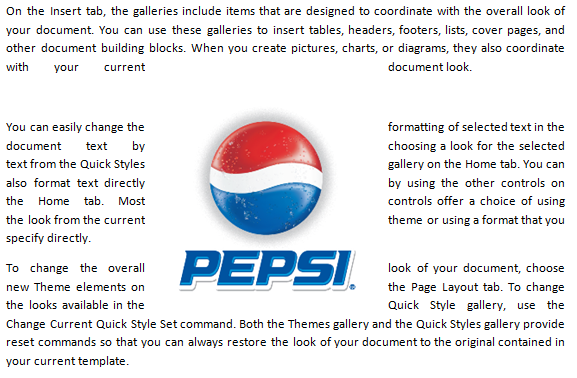 On the Insert tab, the galleries include items that are designed to coordinate with the overall look of
your document. You can use these galleries to insert tables, headers, footers, lists, cover pages, and
other document building blocks. When you create pictures, charts, or diagrams, they also coordinate
with your current document look.
You can easily change the formatting of selected text in the
document text by choosing a look for the selected
text from the Quick Styles gallery on the Home tab. You can
also format text directly by using the other controls on
the Home tab. Most controls offer a choice of using
the look from the current theme or using a format that you
specify directly.
PEPSI
To change the overall look of your document, choose
new Theme elements on the Page Layout tab. To change
the looks available in the Quick Style gallery, use the
Change Current Quick Style Set command. Both the Themes gallery and the Quick Styles gallery provide
reset commands so that you can always restore the look of your document to the original contained in
your current template.